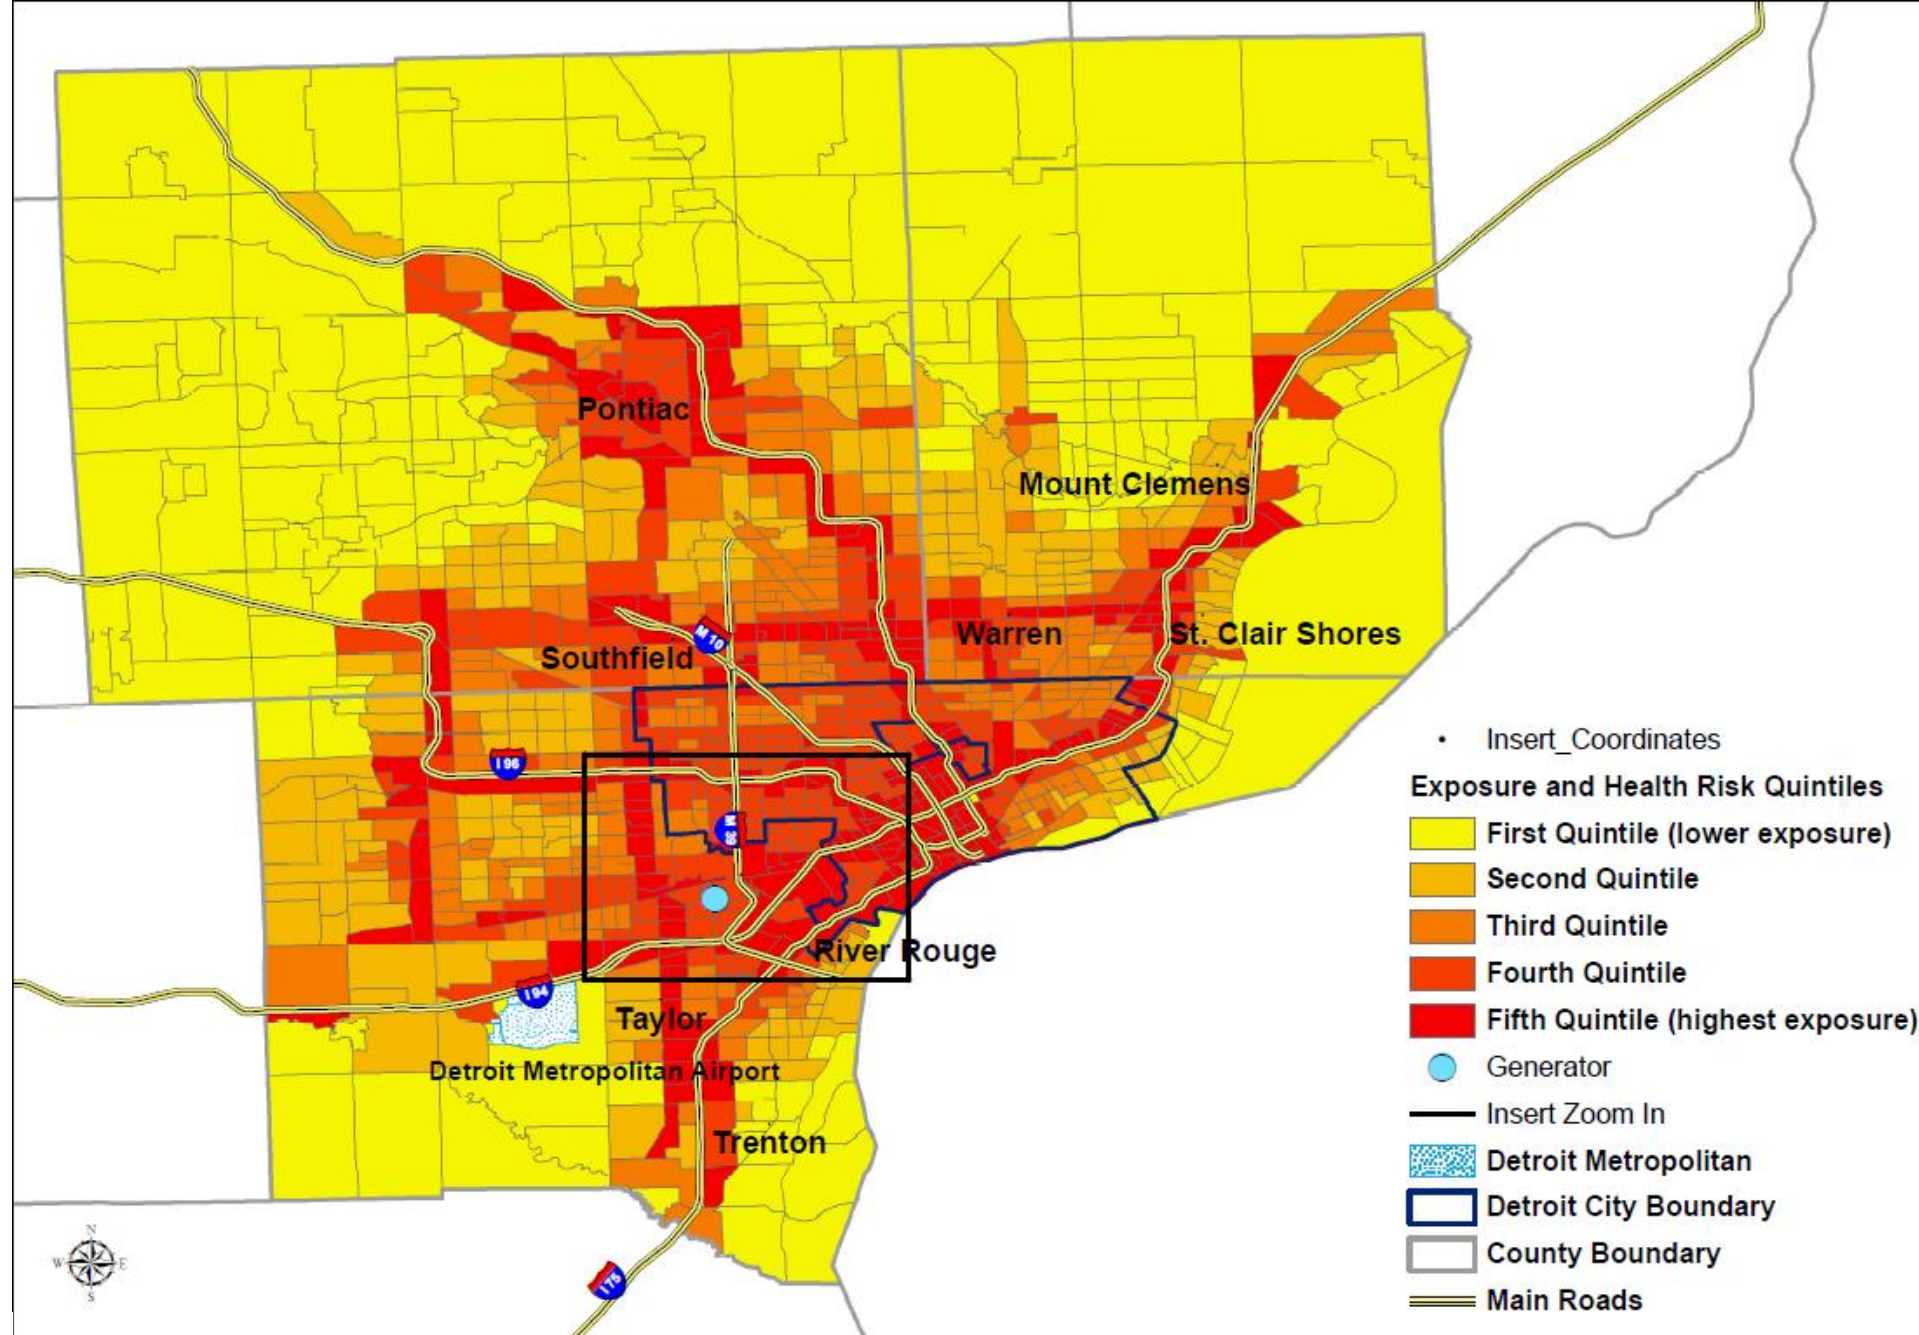 Pontiac
Mount Clemens
M 10
Warren
St. Clair Shores
Southfield
I 96
M 39
River Rouge
I 94
Taylor
Detroit Metropolitan Airport
Trenton
I 75
N
W E
S
Insert_Coordinates
Exposure and Health Risk Quintiles
First Quintile (lower exposure)
Second Quintile
Third Quintile
Fourth Quintile
Fifth Quintile (highest exposure)
Generator
Insert Zoom In
Detroit Metropolitan
Detroit City Boundary
County Boundary
Main Roads